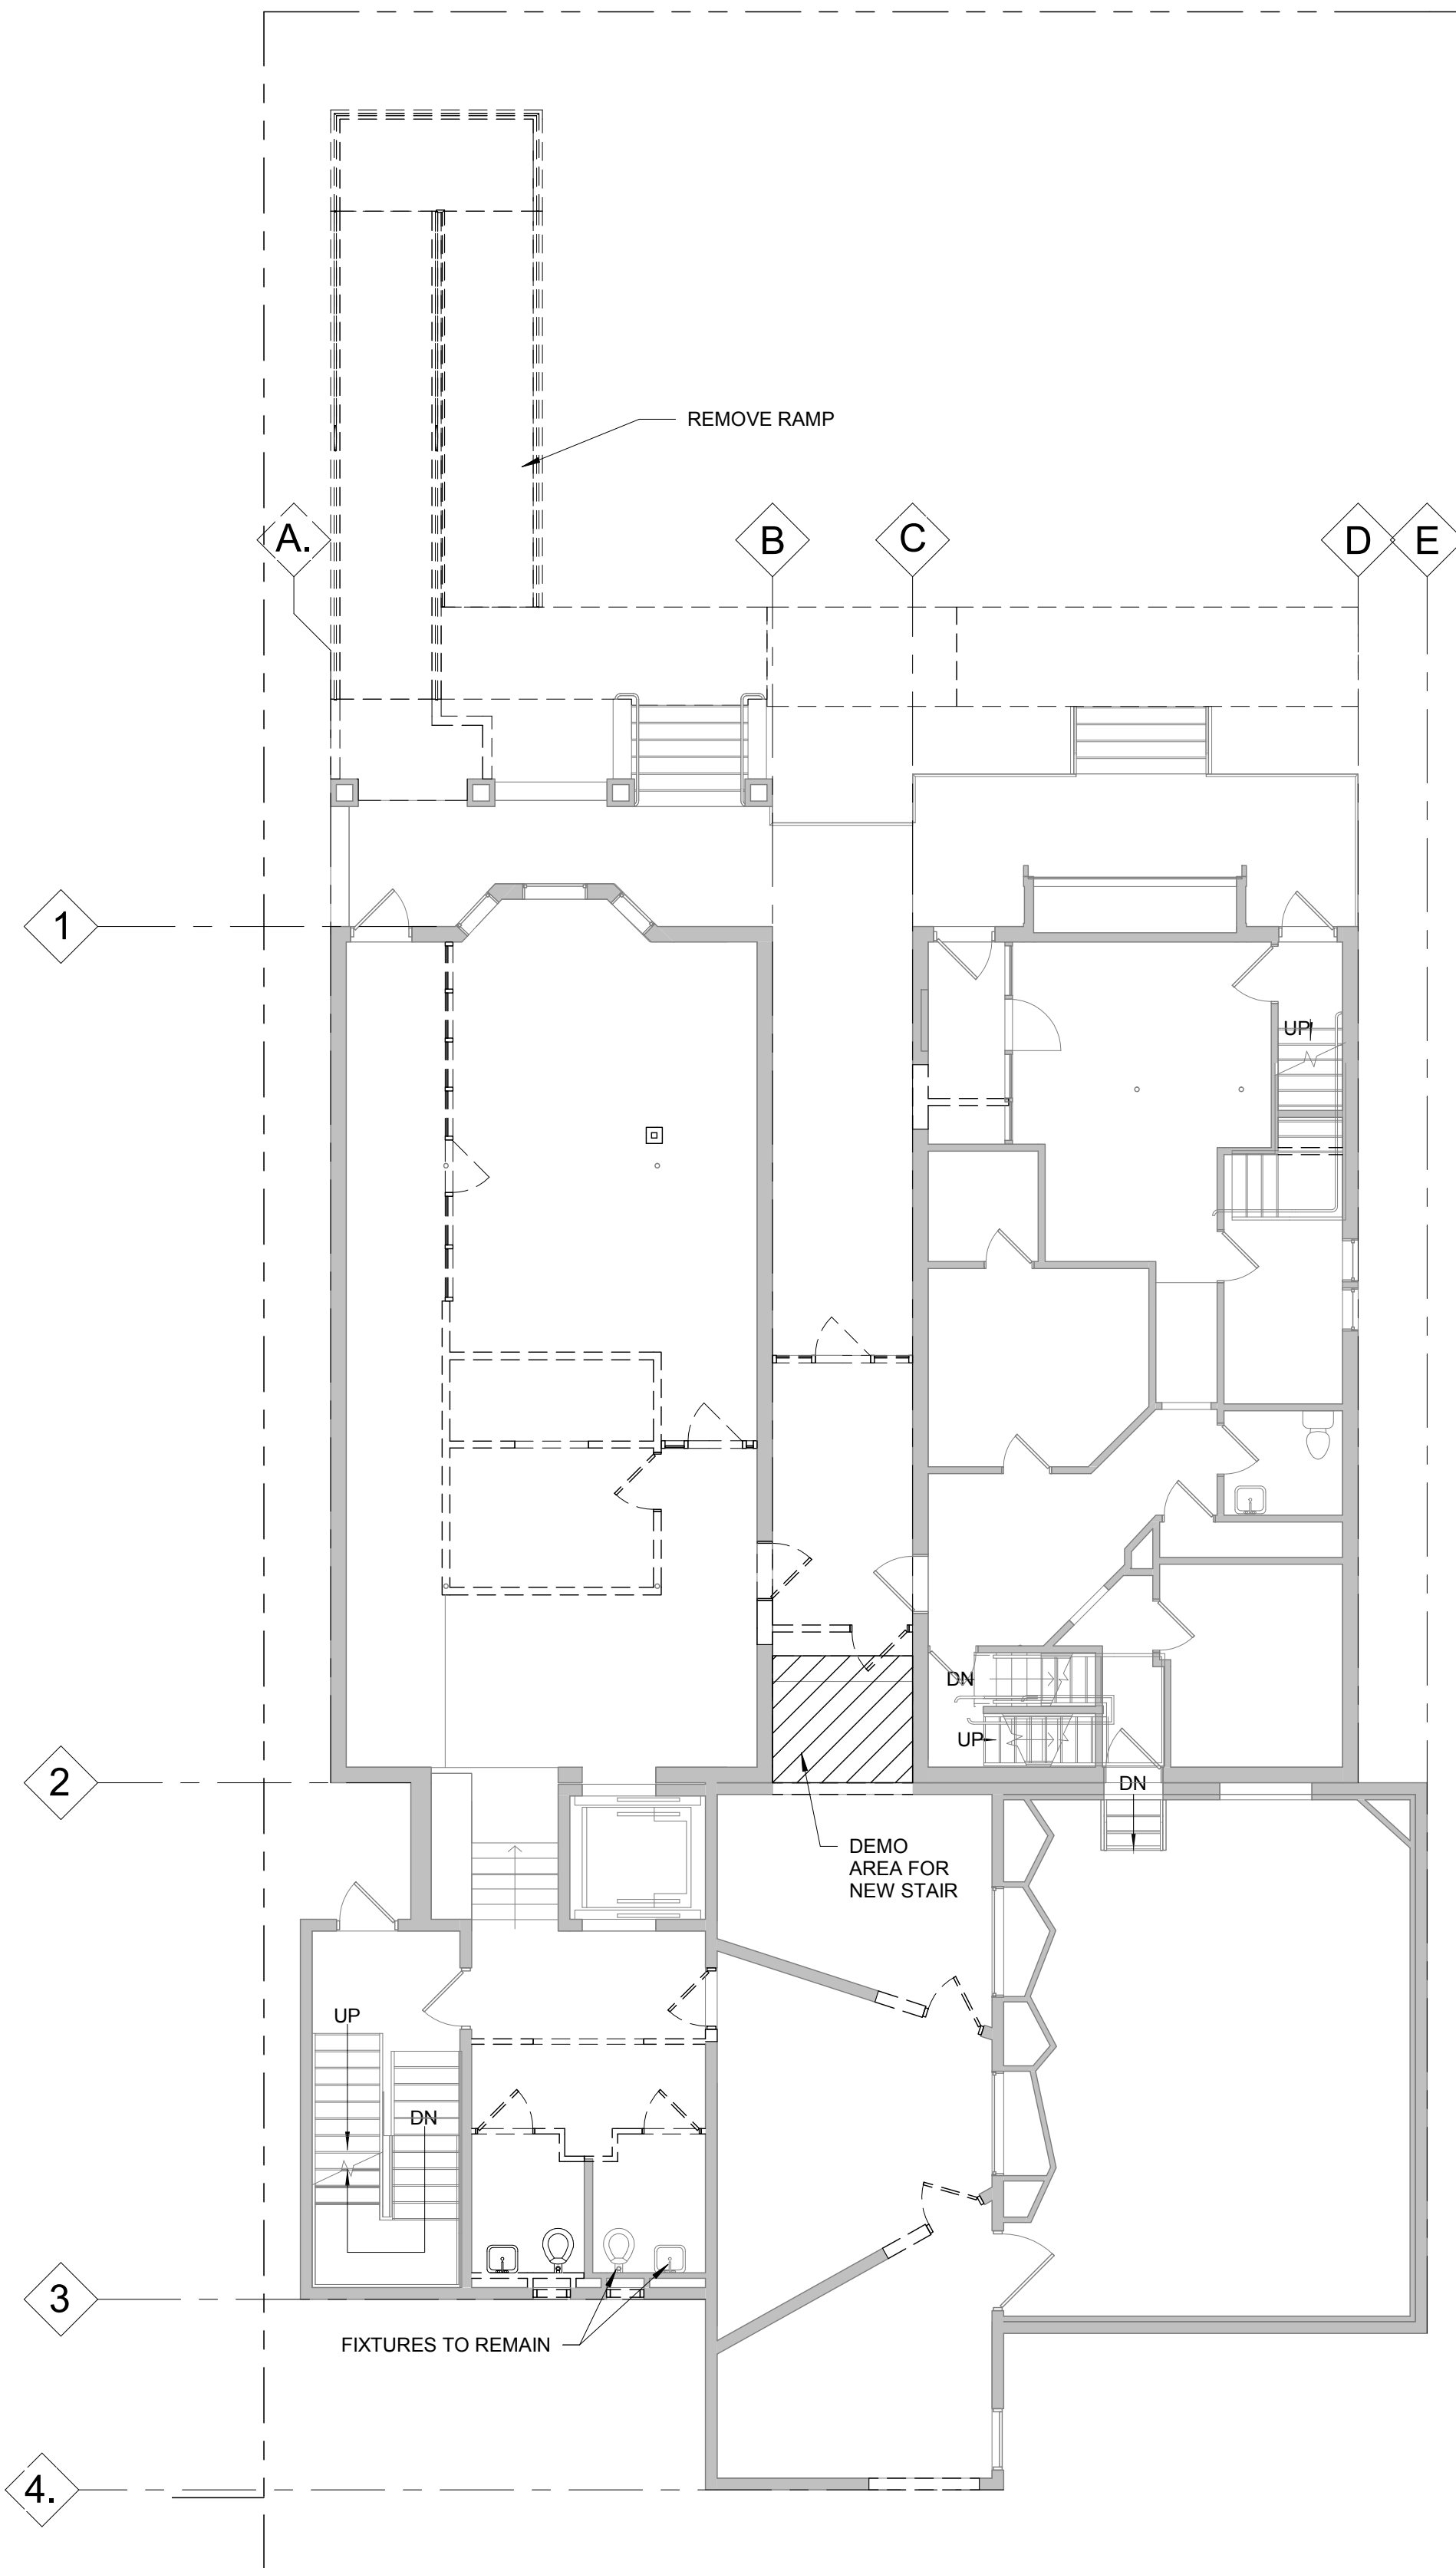 REMOVE RAMP
A.
B
C
D
E
1
UP
DN
UP
2
DN
DEMO
AREA FOR
NEW STAIR
UP
DN
3
FIXTURES TO REMAIN
4.